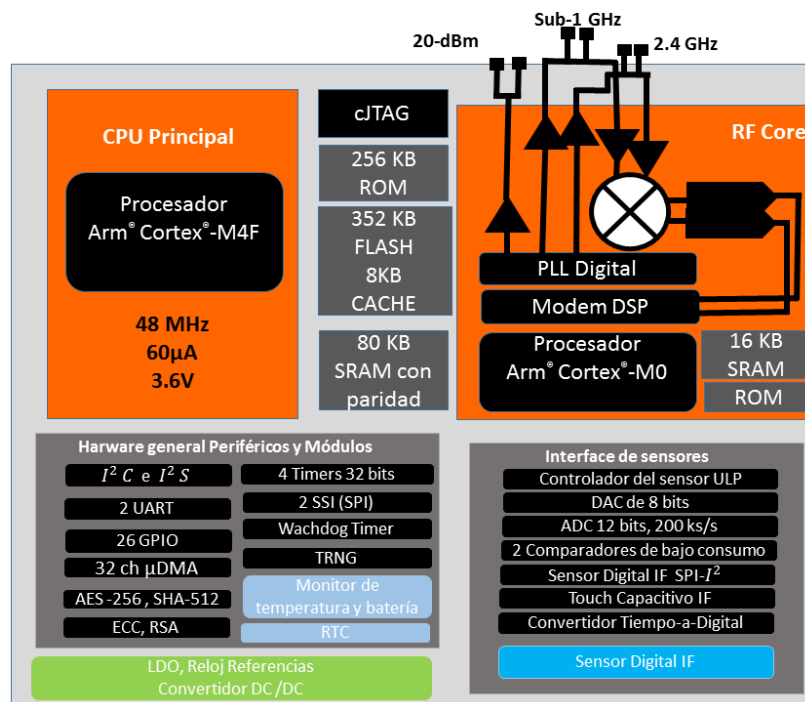 Sub-1 GHz
20-dBm
2.4 GHz
CPU Principal
cJTAG
RF Core
256 KB
ROM
Procesador
Arm® Cortex®-M4F
352 KB
FLASH
8KB
CACHE
PLL Digital
Modem DSP
48 MHz
60µA
3.6V
80 KB
SRAM con
paridad
Procesador
Arm® Cortex®-M0
16 KB
SRAM
ROM
Harware general Periféricos y Módulos
I² C e I² S
2 UART
26 GPIO
32 ch µDMA
AES -256 , SHA-512
ECC, RSA
4 Timers 32 bits
2 SSI (SPI)
Wachdog Timer
TRNG
Monitor de
temperatura y batería
RTC
LDO, Reloj Referencias
Convertidor DC /DC
Interface de sensores
Controlador del sensor ULP
DAC de 8 bits
ADC 12 bits, 200 ks/s
2 Comparadores de bajo consumo
Sensor Digital IF SPI-I²
Touch Capacitivo IF
Convertidor Tiempo-a-Digital
Sensor Digital IF